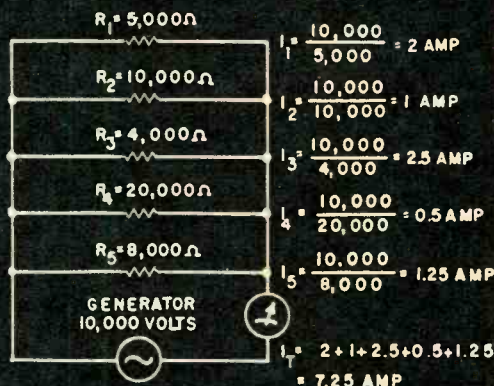 R₁=5,000Ω
I₁= 10,000 / 5,000 = 2 AMP
R₂=10,000Ω
I₂= 10,000 / 10,000 = 1 AMP
R₃=4,000Ω
I₃= 10,000 / 4,000 = 2.5 AMP
R₄=20,000Ω
I₄= 10,000 / 20,000 = 0.5 AMP
R₅=8,000Ω
I₅= 10,000 / 8,000 = 1.25 AMP
GENERATOR
10,000 VOLTS
I_T= 2+1+2.5+0.5+1.25
= 7.25 AMP